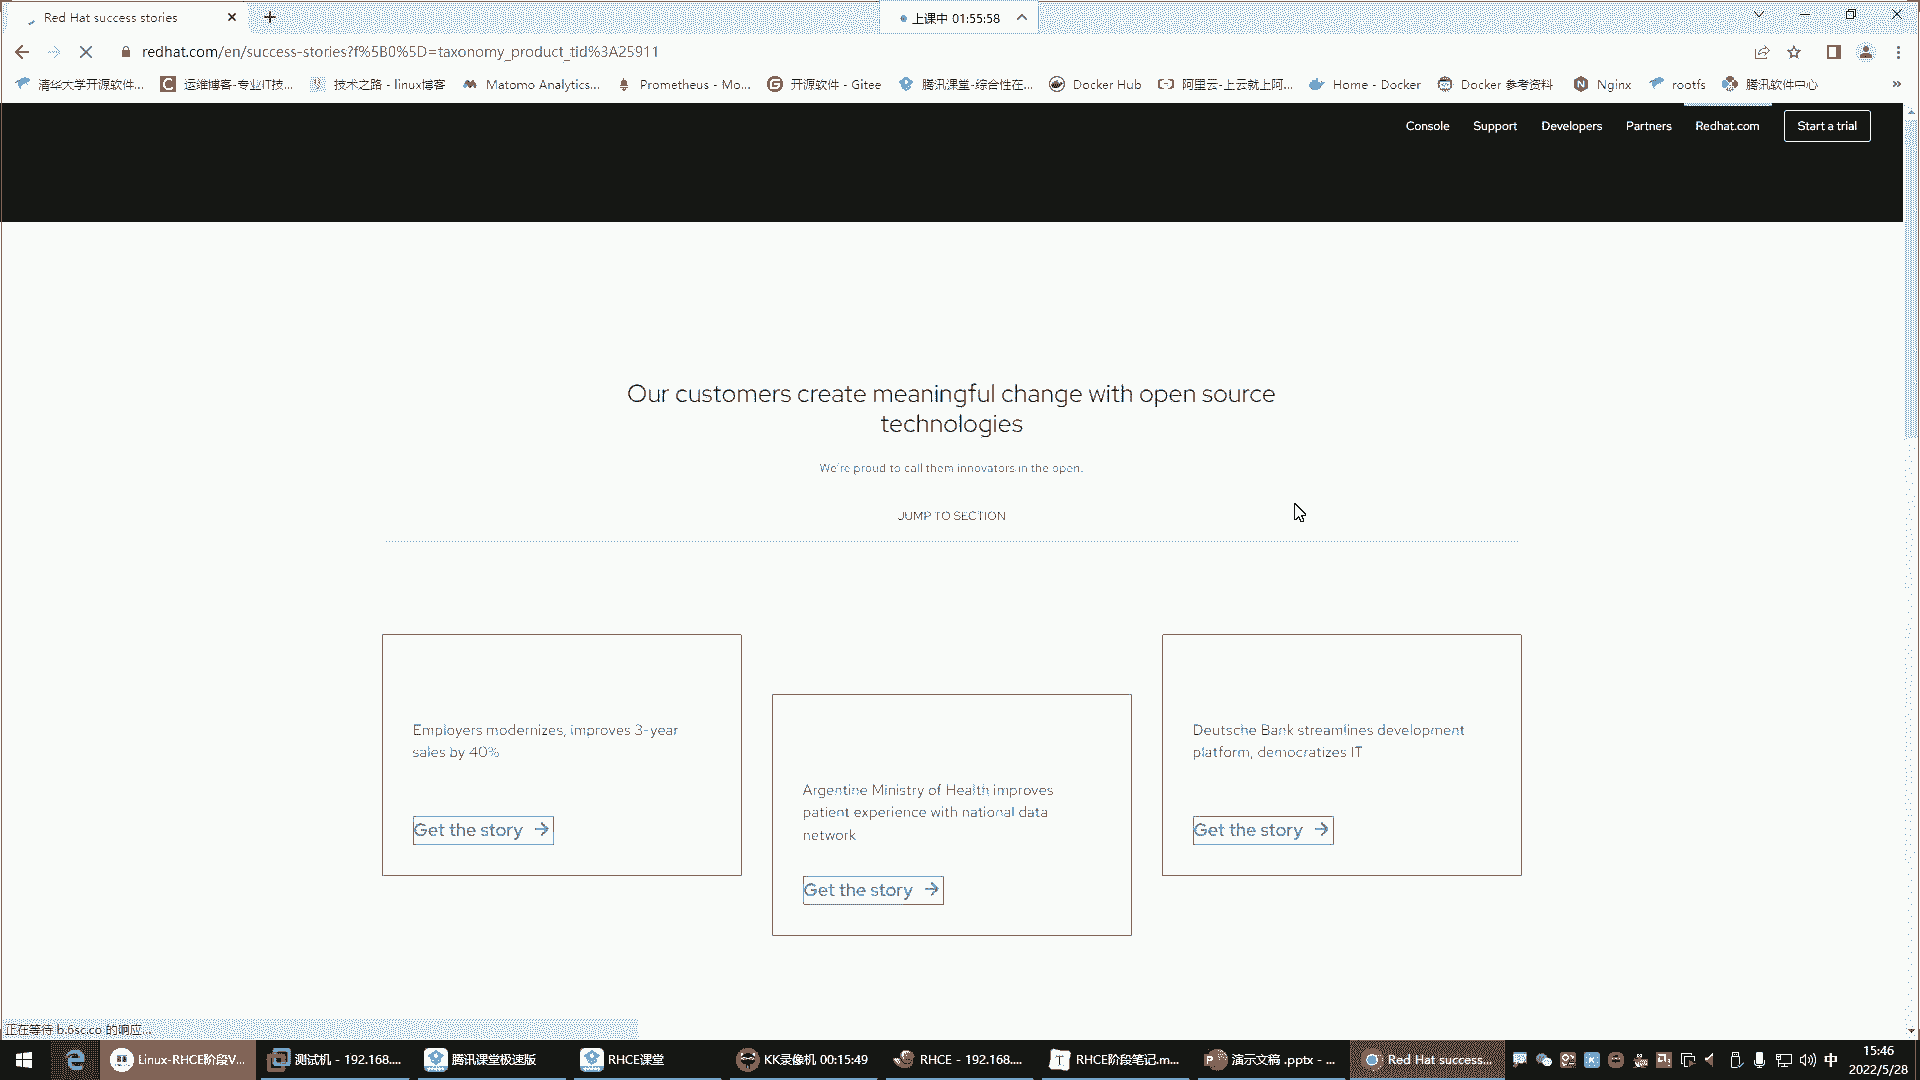 Red Hat success stories
上课中 01:55:58
redhat.com/en/success-stories?f%5B0%5D=taxonomy_product_tid%3A25911
清华大学开源软件... 运维博客-专业IT技... 技术之路 - linux博客 Matomo Analytics... Prometheus - Mo... 开源软件 - Gitee 腾讯课堂-综合性在... Docker Hub 阿里云-上云就上阿... Home - Docker Docker 参考资料 Nginx rootfs 腾讯软件中心
Console Support Developers Partners Redhat.com Start a trial
Our customers create meaningful change with open source
technologies
We're proud to call them innovators in the open.
JUMP TO SECTION
Employers modernizes, improves 3-year
sales by 40%
Get the story
Argentine Ministry of Health improves
patient experience with national data
network
Get the story
Deutsche Bank streamlines development
platform, democratizes IT
Get the story
正在等待 b.6sc.co 的响应...
Linux-RHCE阶段V... 测试机 - 192.168.... 腾讯课堂极速版 RHCE课堂 KK录像机 00:15:49 RHCE - 192.168.... RHCE阶段笔记.m... 演示文稿 .pptx - ... Red Hat success... 中
15:46
2022/5/28